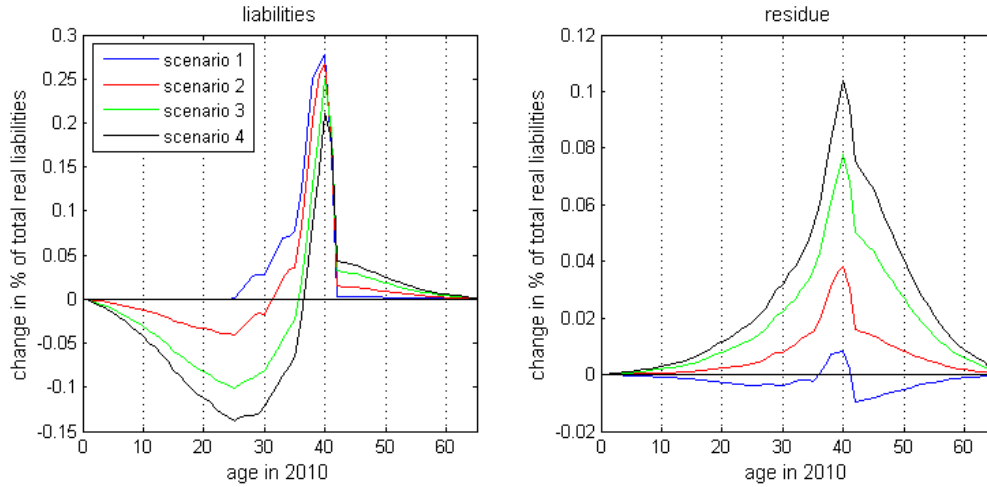 liabilities
change in % of total real liabilities
0.3
0.25
0.2
0.15
0.1
0.05
0
-0.05
-0.1
-0.15
scenario 1
scenario 2
scenario 3
scenario 4
0 10 20 30 40 50 60
age in 2010
residue
change in % of total real liabilities
0.12
0.1
0.08
0.06
0.04
0.02
0
-0.02
0 10 20 30 40 50 60
age in 2010